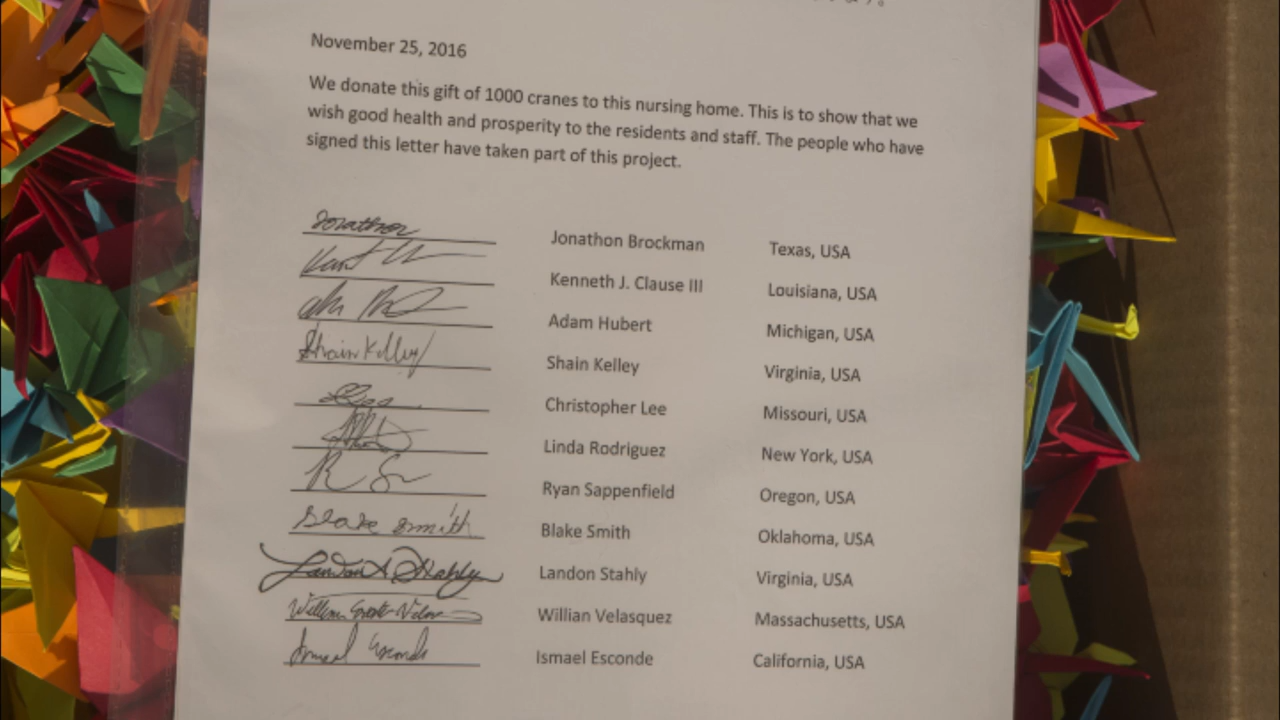 November 25, 2016
We donate this gift of 1000 cranes to this nursing home. This is to show that we
wish good health and prosperity to the residents and staff. The people who have
signed this letter have taken part of this project.
Jonathon Jonathon Brockman Texas, USA
Kenneth J. Clause III Louisiana, USA
Adam Hubert Michigan, USA
Shain Kelley Shain Kelley Virginia, USA
Christopher Lee Missouri, USA
Linda Rodriguez New York, USA
Ryan Sappenfield Oregon, USA
Blake Smith Blake Smith Oklahoma, USA
Landon A Stahly Landon Stahly Virginia, USA
Willian Velasquez Massachusetts, USA
Ismael Esconde Ismael Esconde California, USA